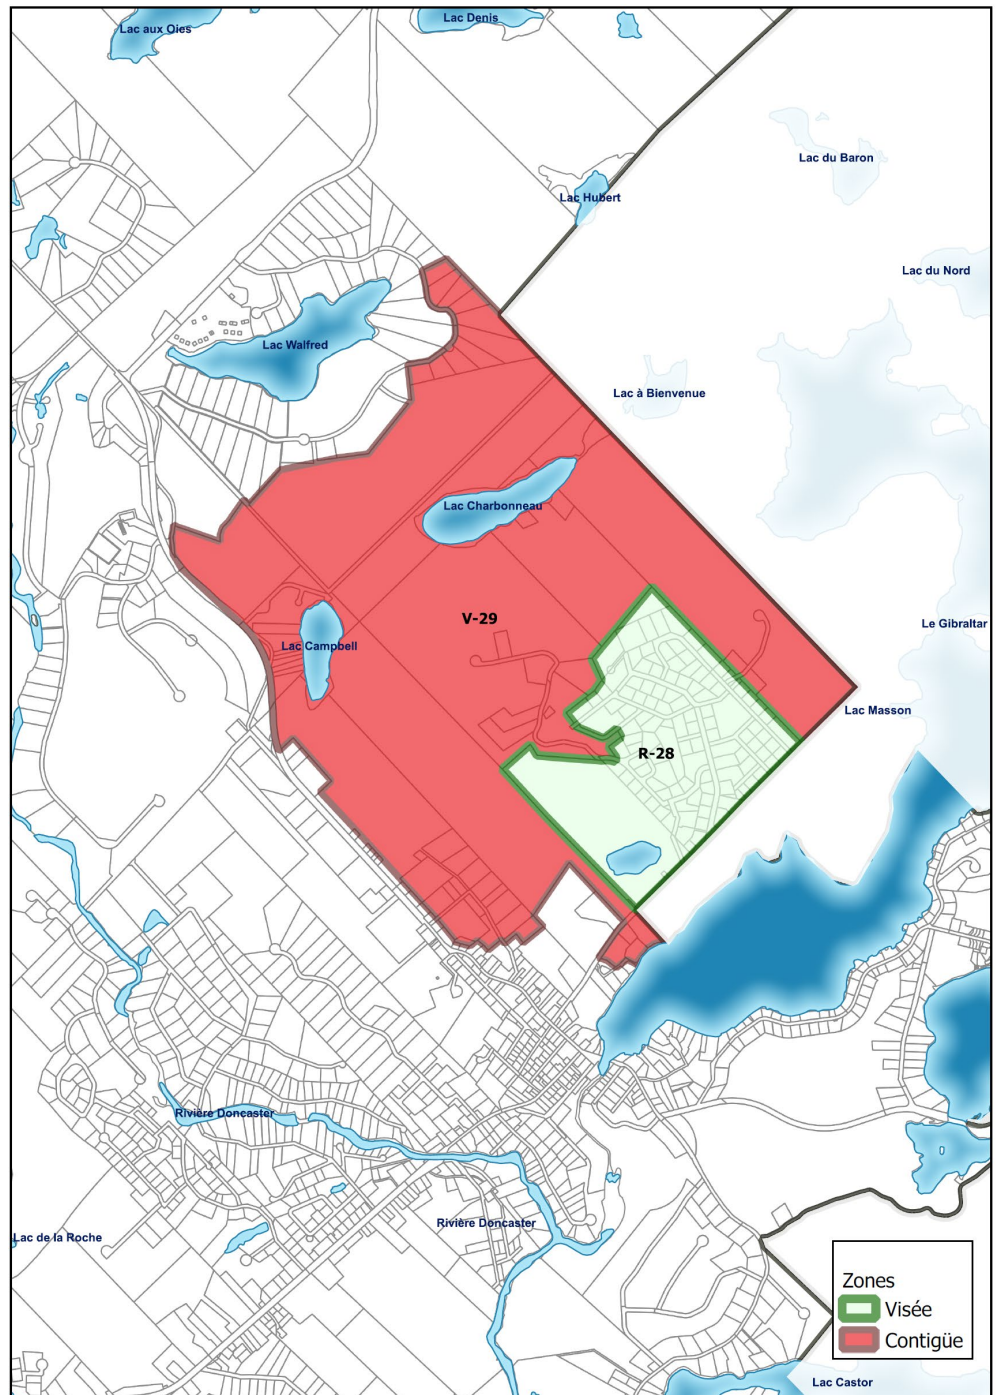 Lac Denis
Lac aux Oies
Lac du Baron
Lac Hubert
Lac du Nord
Lac Walfred
Lac à Bienvenue
Lac Charbonneau
V-29
Le Gibraltar
Lac Campbell
Lac Masson
R-28
Rivière Doncaster
Rivière Doncaster
Lac de la Roche
Zones
Visée
Contigüe
Lac Castor